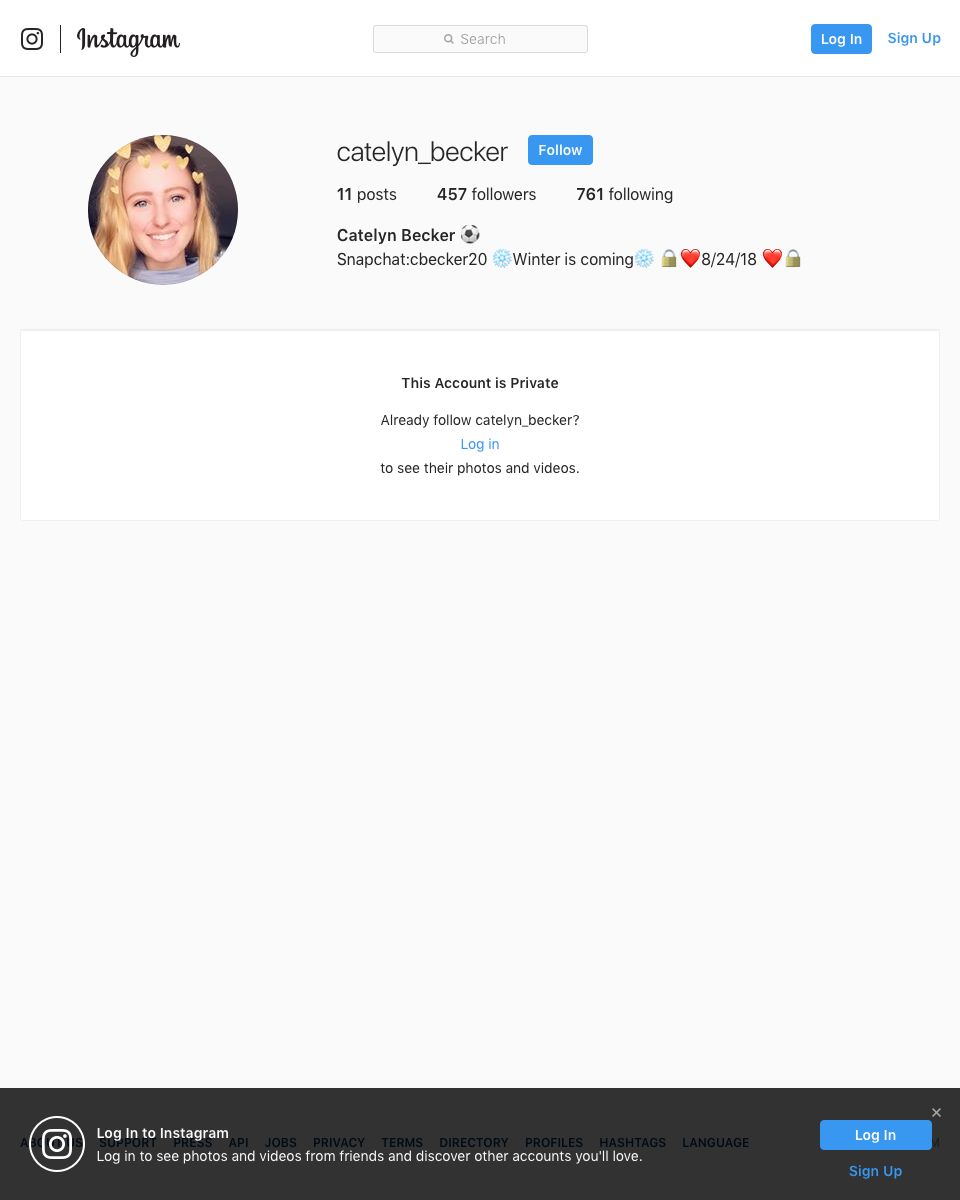 Instagram
Search
Log In
Sign Up
catelyn_becker
Follow
11 posts 457 followers 761 following
Catelyn Becker ⚽
Snapchat:cbecker20 ❄️Winter is coming❄️ 🔒❤️8/24/18 ❤️🔒
This Account is Private
Already follow catelyn_becker?
Log in
to see their photos and videos.
Log In to Instagram
SUPPORT PRESS API JOBS PRIVACY TERMS DIRECTORY PROFILES HASHTAGS LANGUAGE
Log in to see photos and videos from friends and discover other accounts you'll love.
×
Log In
Sign Up